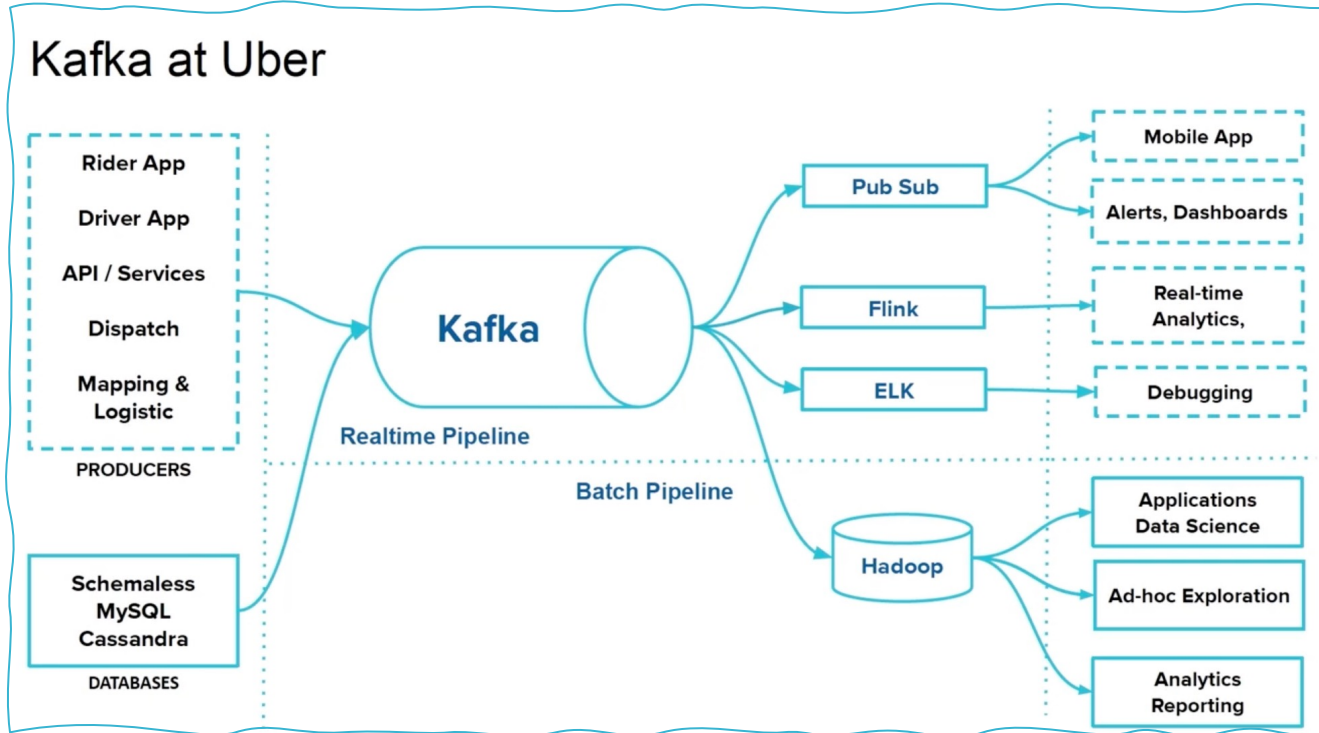 Kafka at Uber
Rider App
Driver App
API / Services
Dispatch
Mapping &
Logistic
PRODUCERS
Schemaless
MySQL
Cassandra
DATABASES
Kafka
Realtime Pipeline
Batch Pipeline
Pub Sub
Flink
ELK
Hadoop
Mobile App
Alerts, Dashboards
Real-time
Analytics,
Debugging
Applications
Data Science
Ad-hoc Exploration
Analytics
Reporting